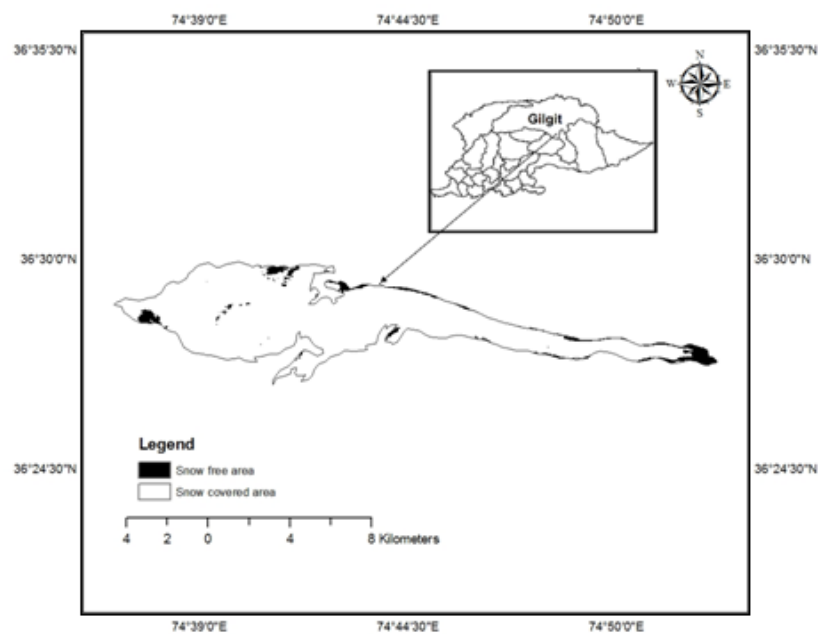 74°39'0"E 74°44'30"E 74°50'0"E
36°35'30"N 36°35'30"N
N
W E
S
Gilgit
36°30'0"N 36°30'0"N
Legend
Snow free area
36°24'30"N 36°24'30"N
Snow covered area
4 2 0 4 8 Kilometers
74°39'0"E 74°44'30"E 74°50'0"E